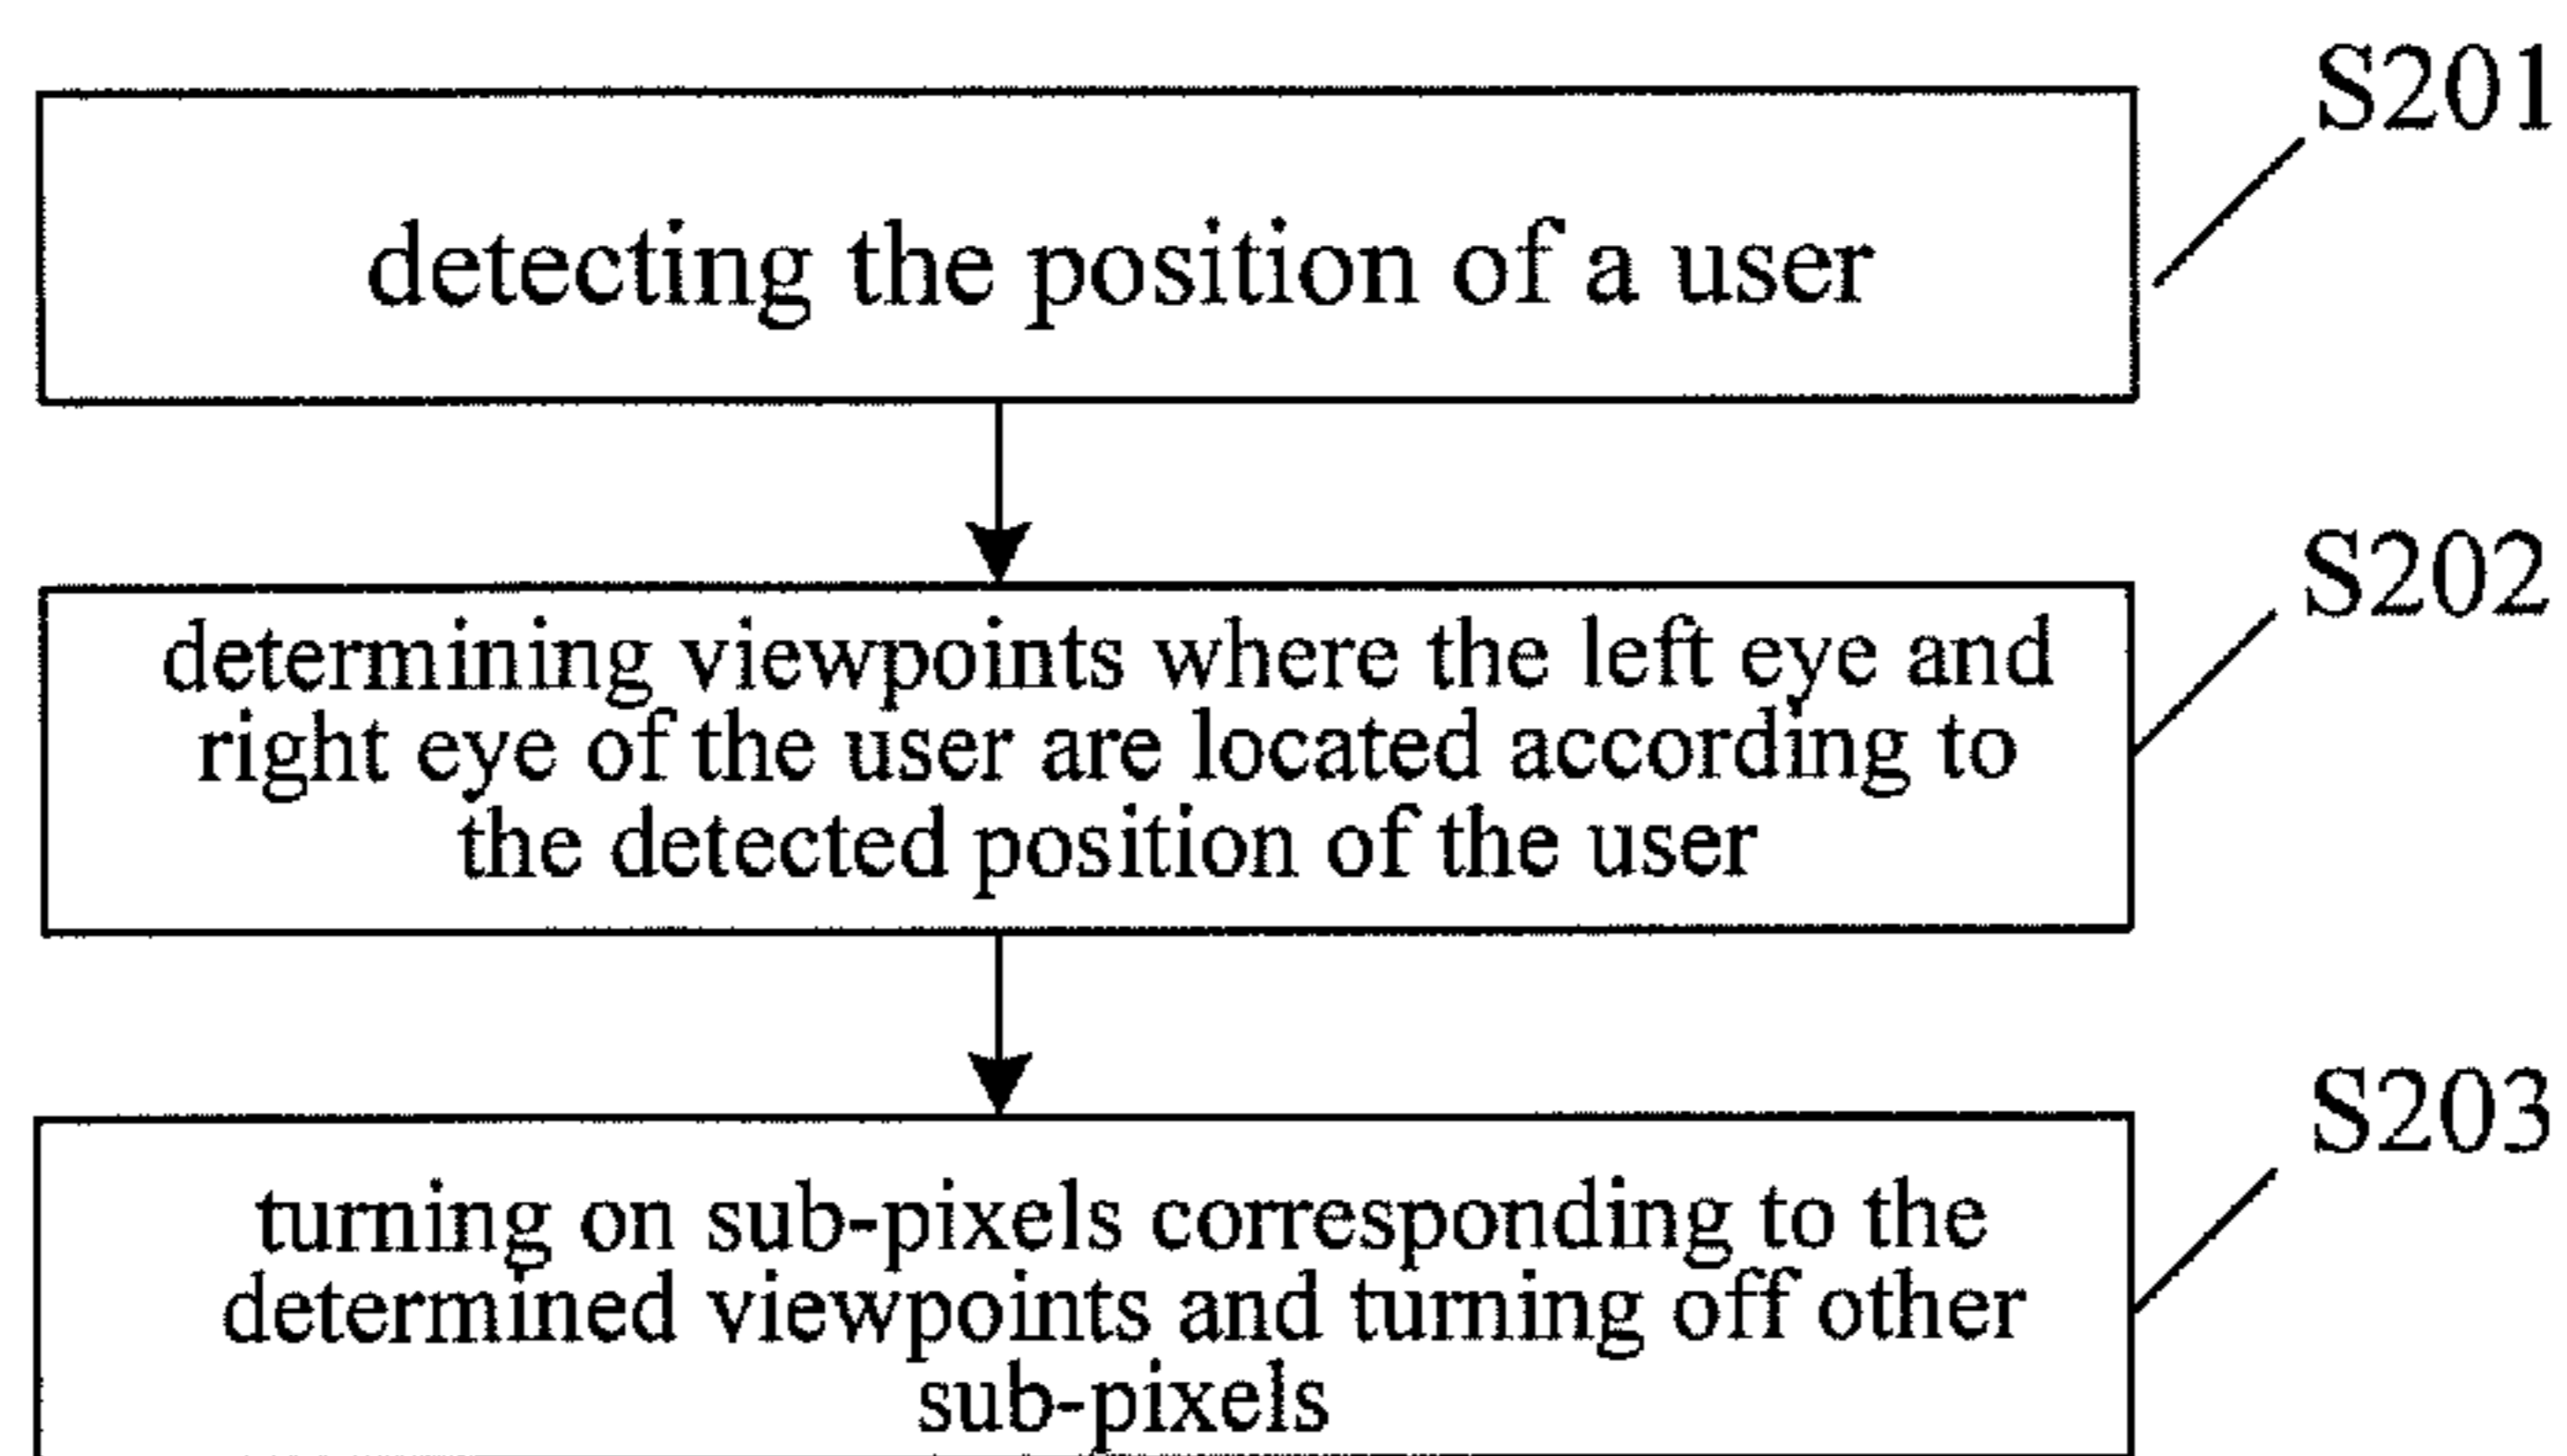 S201
detecting the position of a user
S202
determining viewpoints where the left eye and
right eye of the user are located according to
the detected position of the user
S203
turning on sub-pixels corresponding to the
determined viewpoints and turning off other
sub-pixels